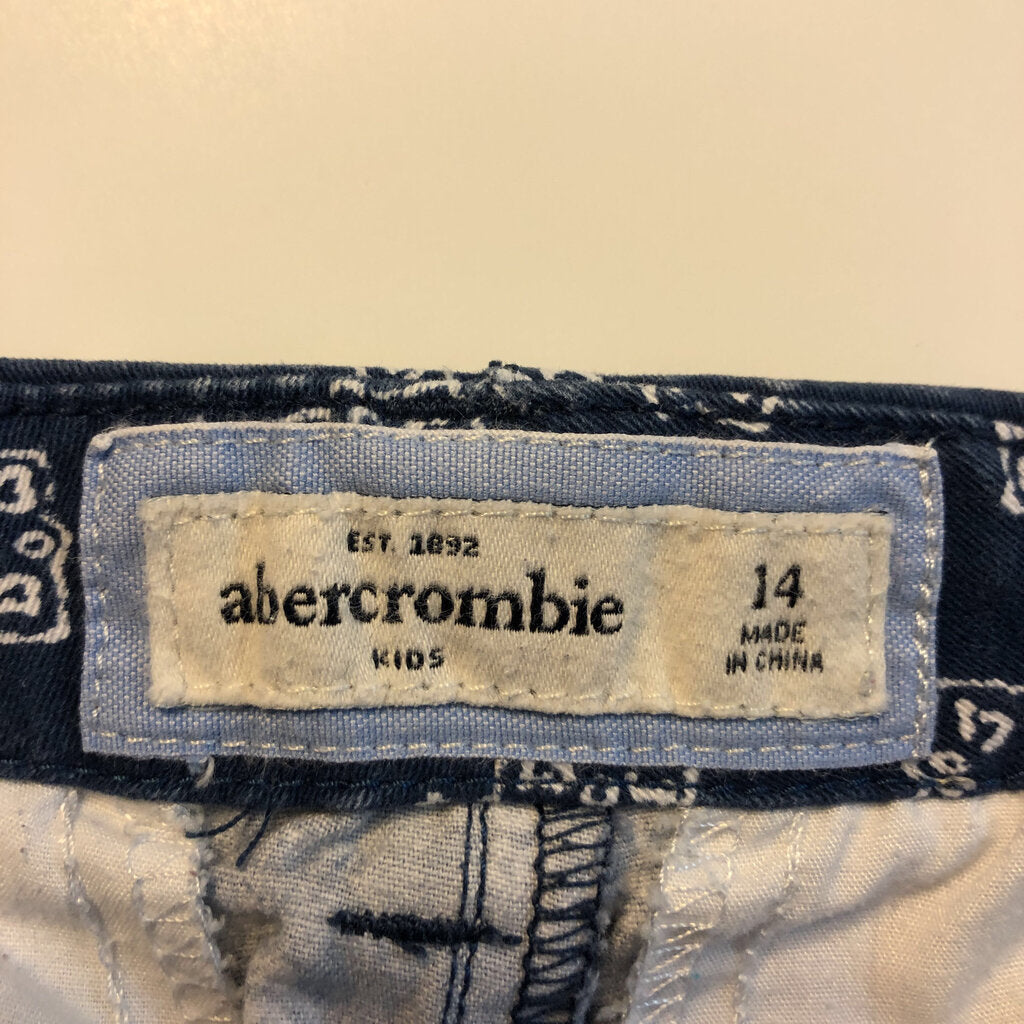 EST. 1892
abercrombie
KIDS
14
MADE
IN CHINA